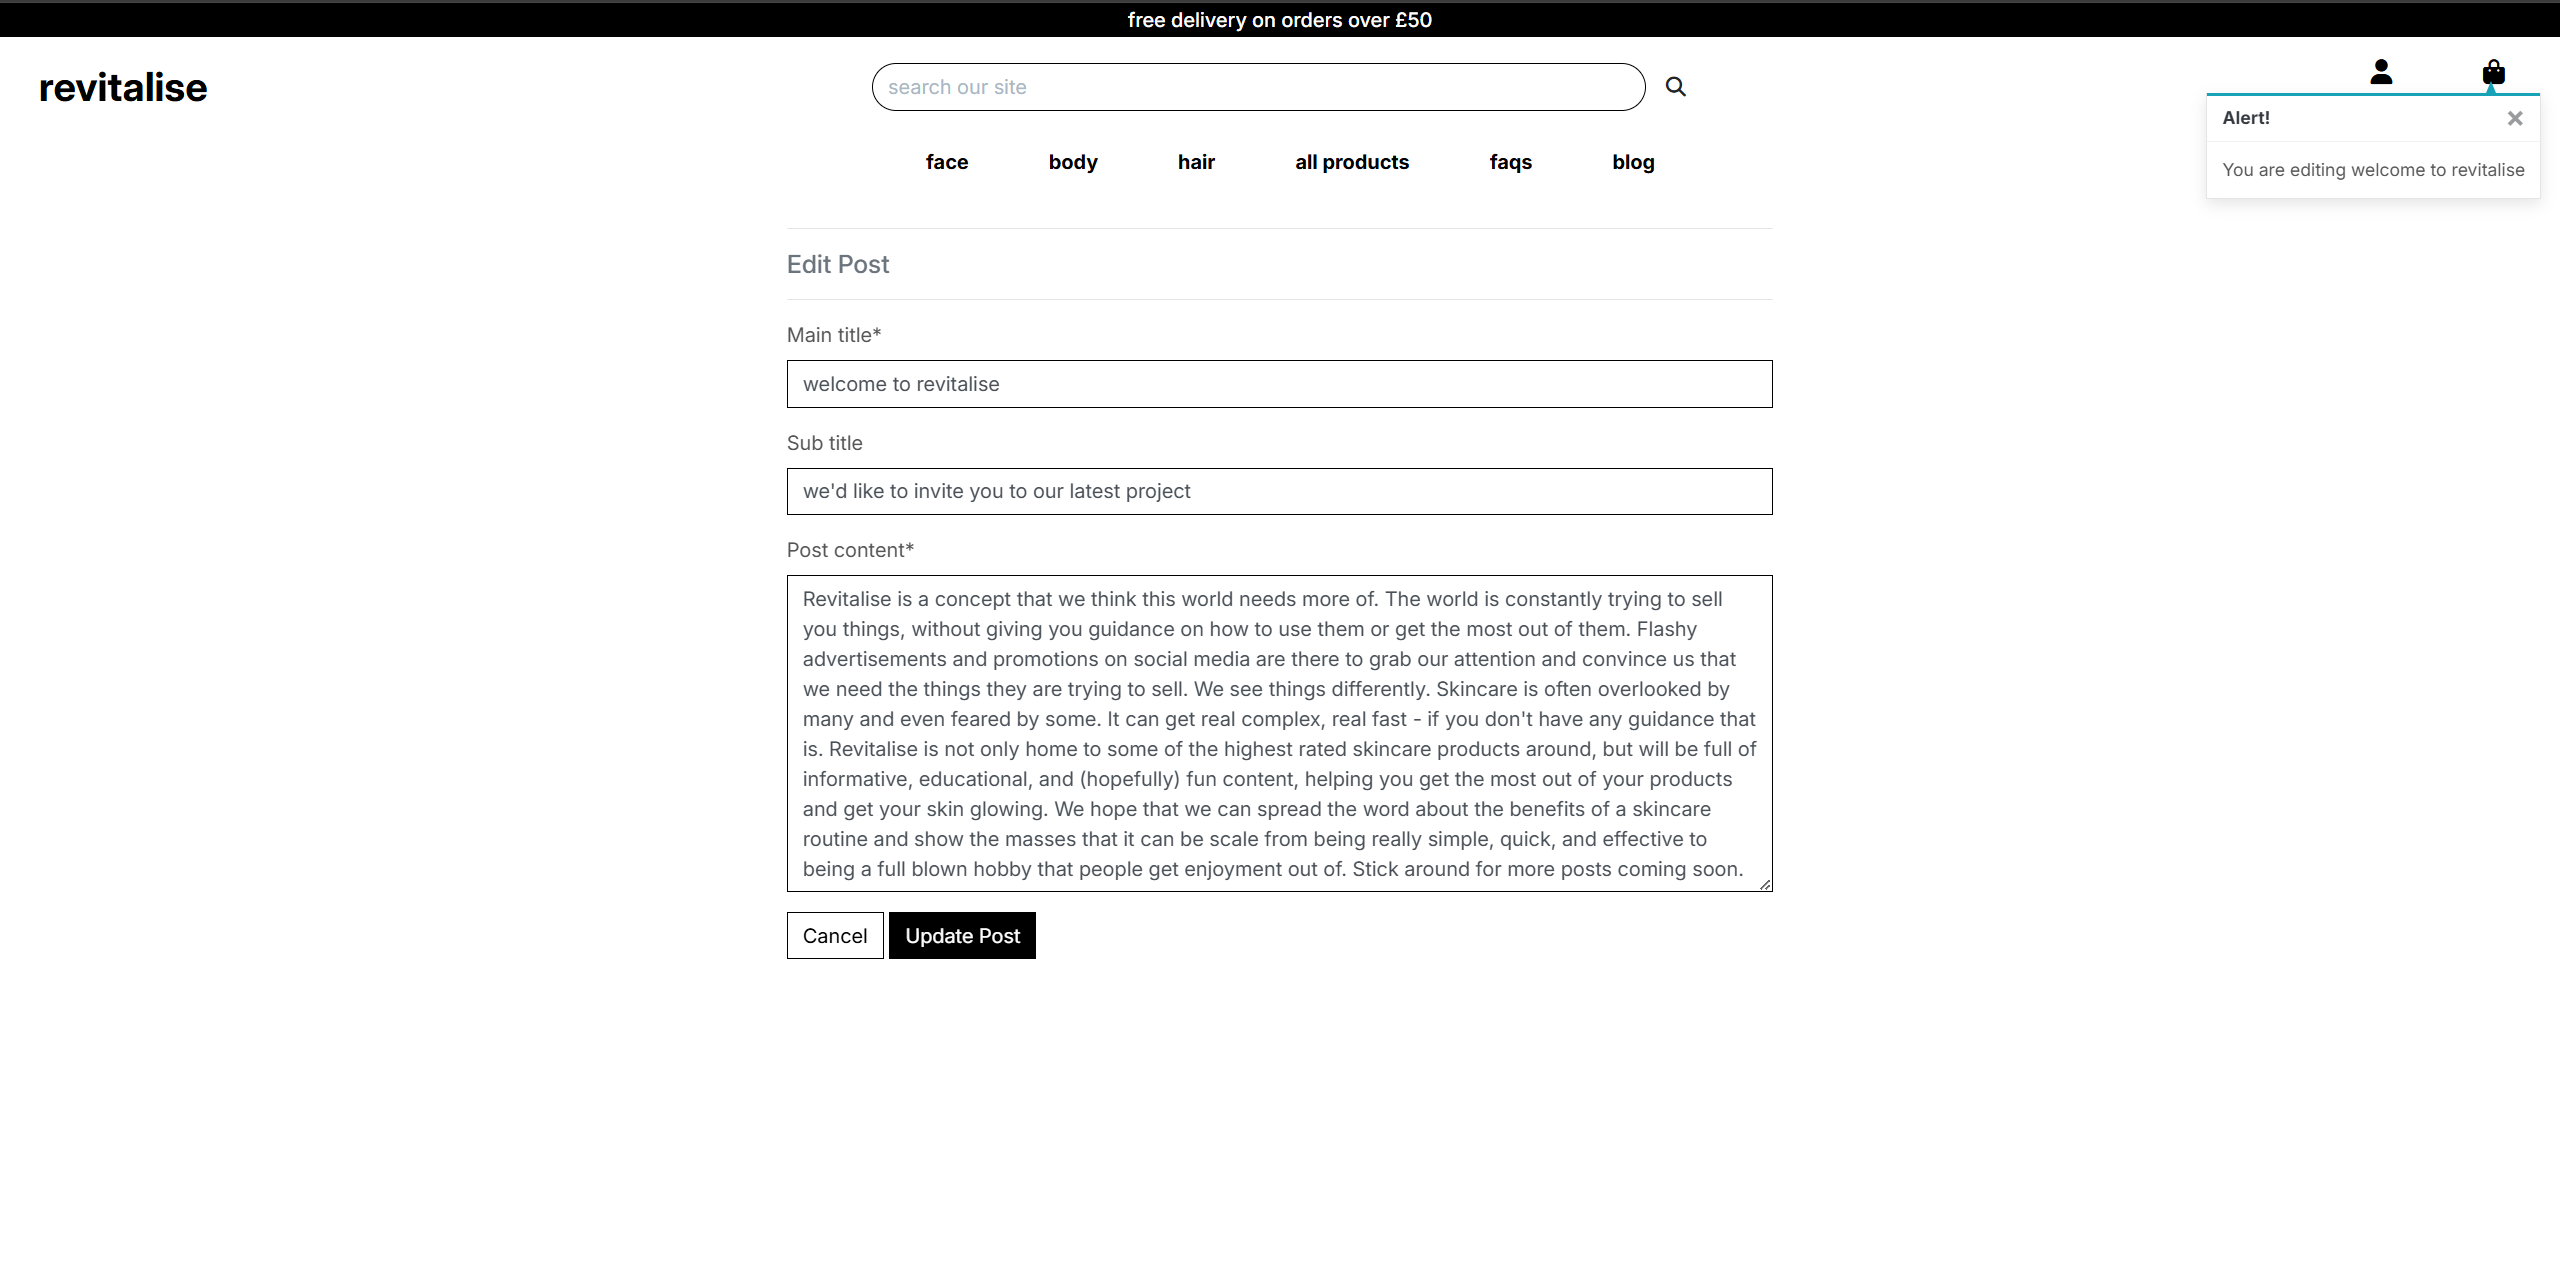 free delivery on orders over £50
revitalise
search our site
face body hair all products faqs blog
Alert!
You are editing welcome to revitalise
Edit Post
Main title*
welcome to revitalise
Sub title
we'd like to invite you to our latest project
Post content*
Revitalise is a concept that we think this world needs more of. The world is constantly trying to sell
you things, without giving you guidance on how to use them or get the most out of them. Flashy
advertisements and promotions on social media are there to grab our attention and convince us that
we need the things they are trying to sell. We see things differently. Skincare is often overlooked by
many and even feared by some. It can get real complex, real fast - if you don't have any guidance that
is. Revitalise is not only home to some of the highest rated skincare products around, but will be full of
informative, educational, and (hopefully) fun content, helping you get the most out of your products
and get your skin glowing. We hope that we can spread the word about the benefits of a skincare
routine and show the masses that it can be scale from being really simple, quick, and effective to
being a full blown hobby that people get enjoyment out of. Stick around for more posts coming soon.
Cancel Update Post